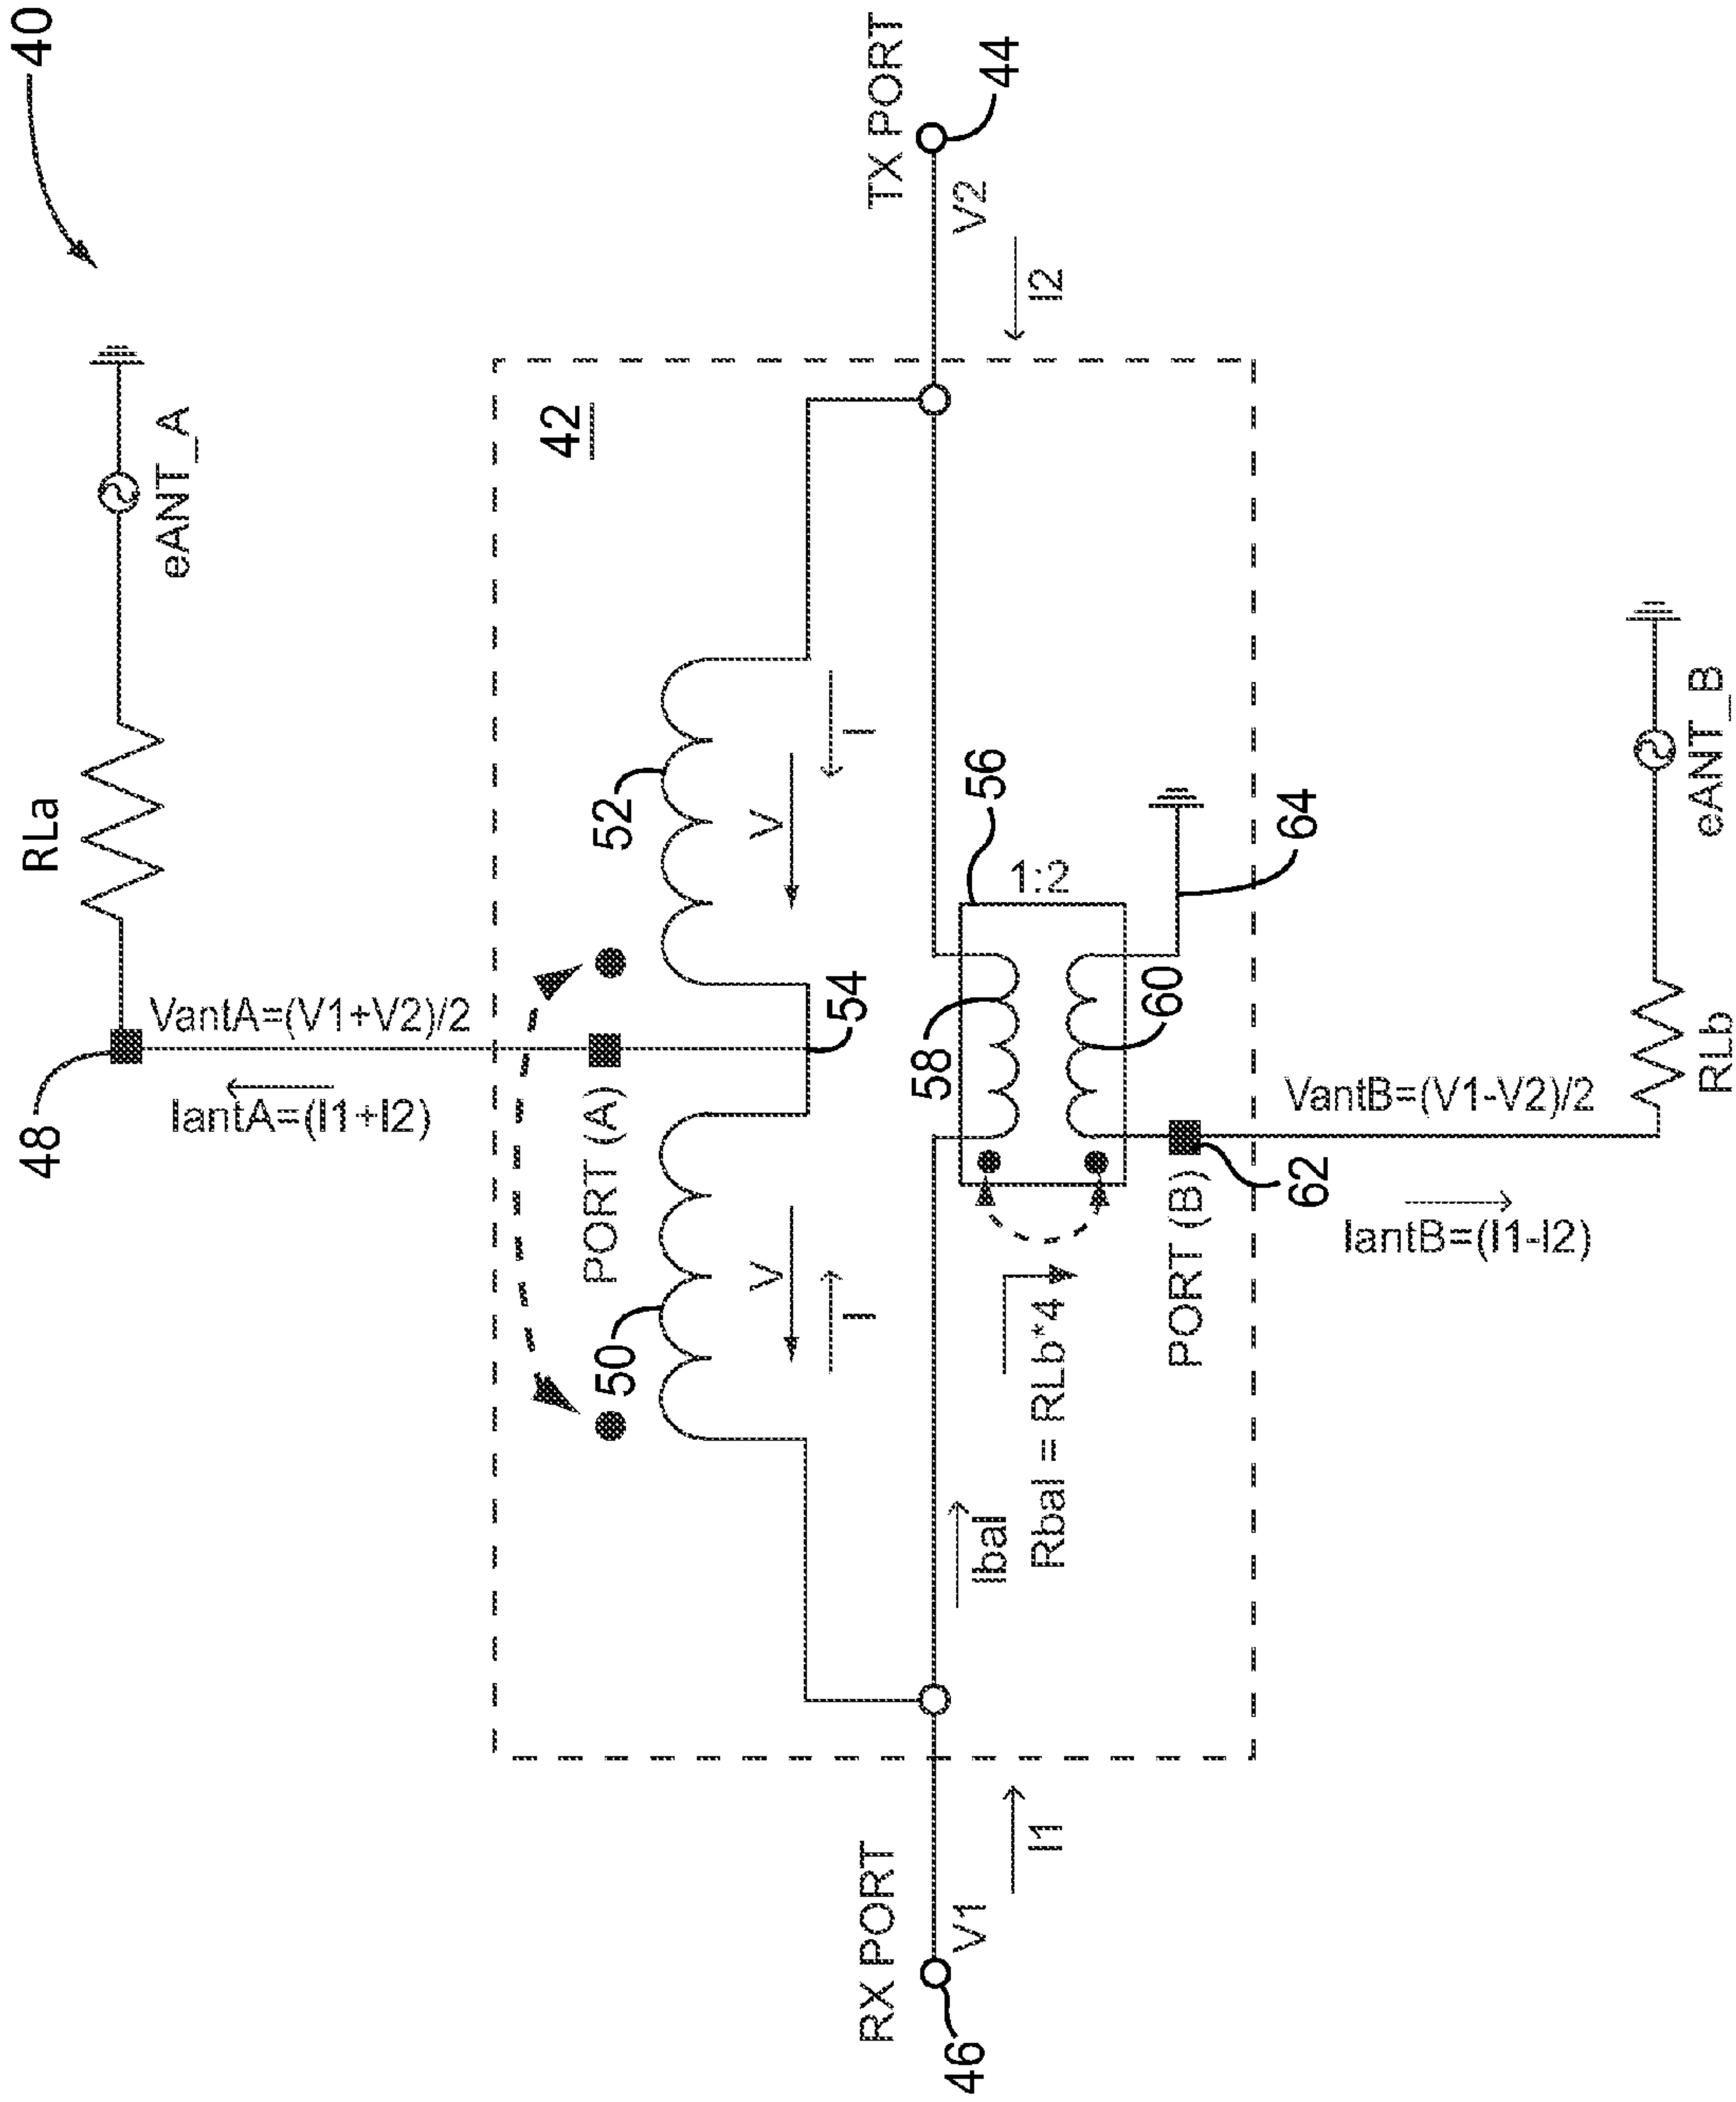 40
RLa
eANT_A
48
VantA=(V1+V2)/2
IantA=(I1+I2)
42
PORT (A)
50
52
V
V
I
I
54
RX PORT
TX PORT
46
V1
V2
44
I1
I2
Ibal
Rbal = RLb*4
58
56
1:2
60
64
PORT (B)
62
VantB=(V1-V2)/2
IantB=(I1-I2)
RLb
eANT_B